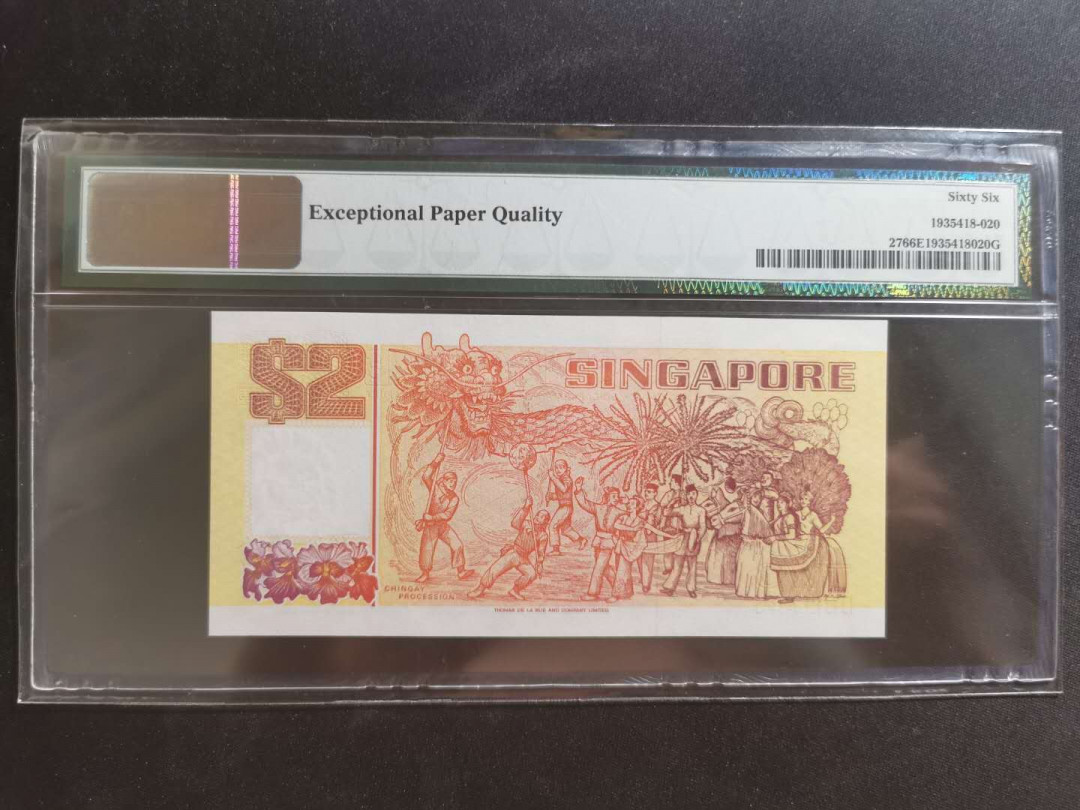 Exceptional Paper Quality
Sixty Six
1935418-020
2766E1935418020G
$2
SINGAPORE
CHINGAY
PROCESSION
THOMAS DE LA RUE AND COMPANY LIMITED